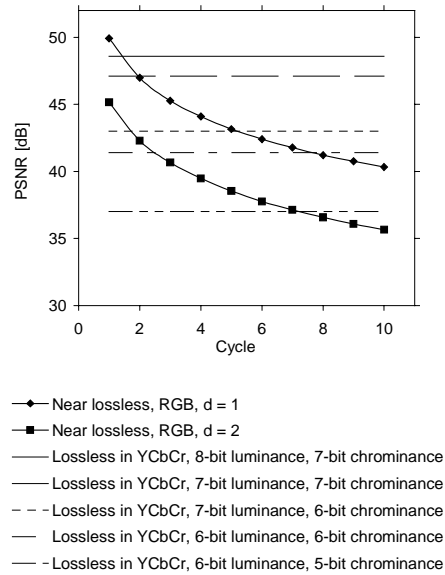 50
45
40
35
30
PSNR [dB]
0 2 4 6 8 10
Cycle
Near lossless, RGB, d = 1
Near lossless, RGB, d = 2
Lossless in YCbCr, 8-bit luminance, 7-bit chrominance
Lossless in YCbCr, 7-bit luminance, 7-bit chrominance
Lossless in YCbCr, 7-bit luminance, 6-bit chrominance
Lossless in YCbCr, 6-bit luminance, 6-bit chrominance
Lossless in YCbCr, 6-bit luminance, 5-bit chrominance